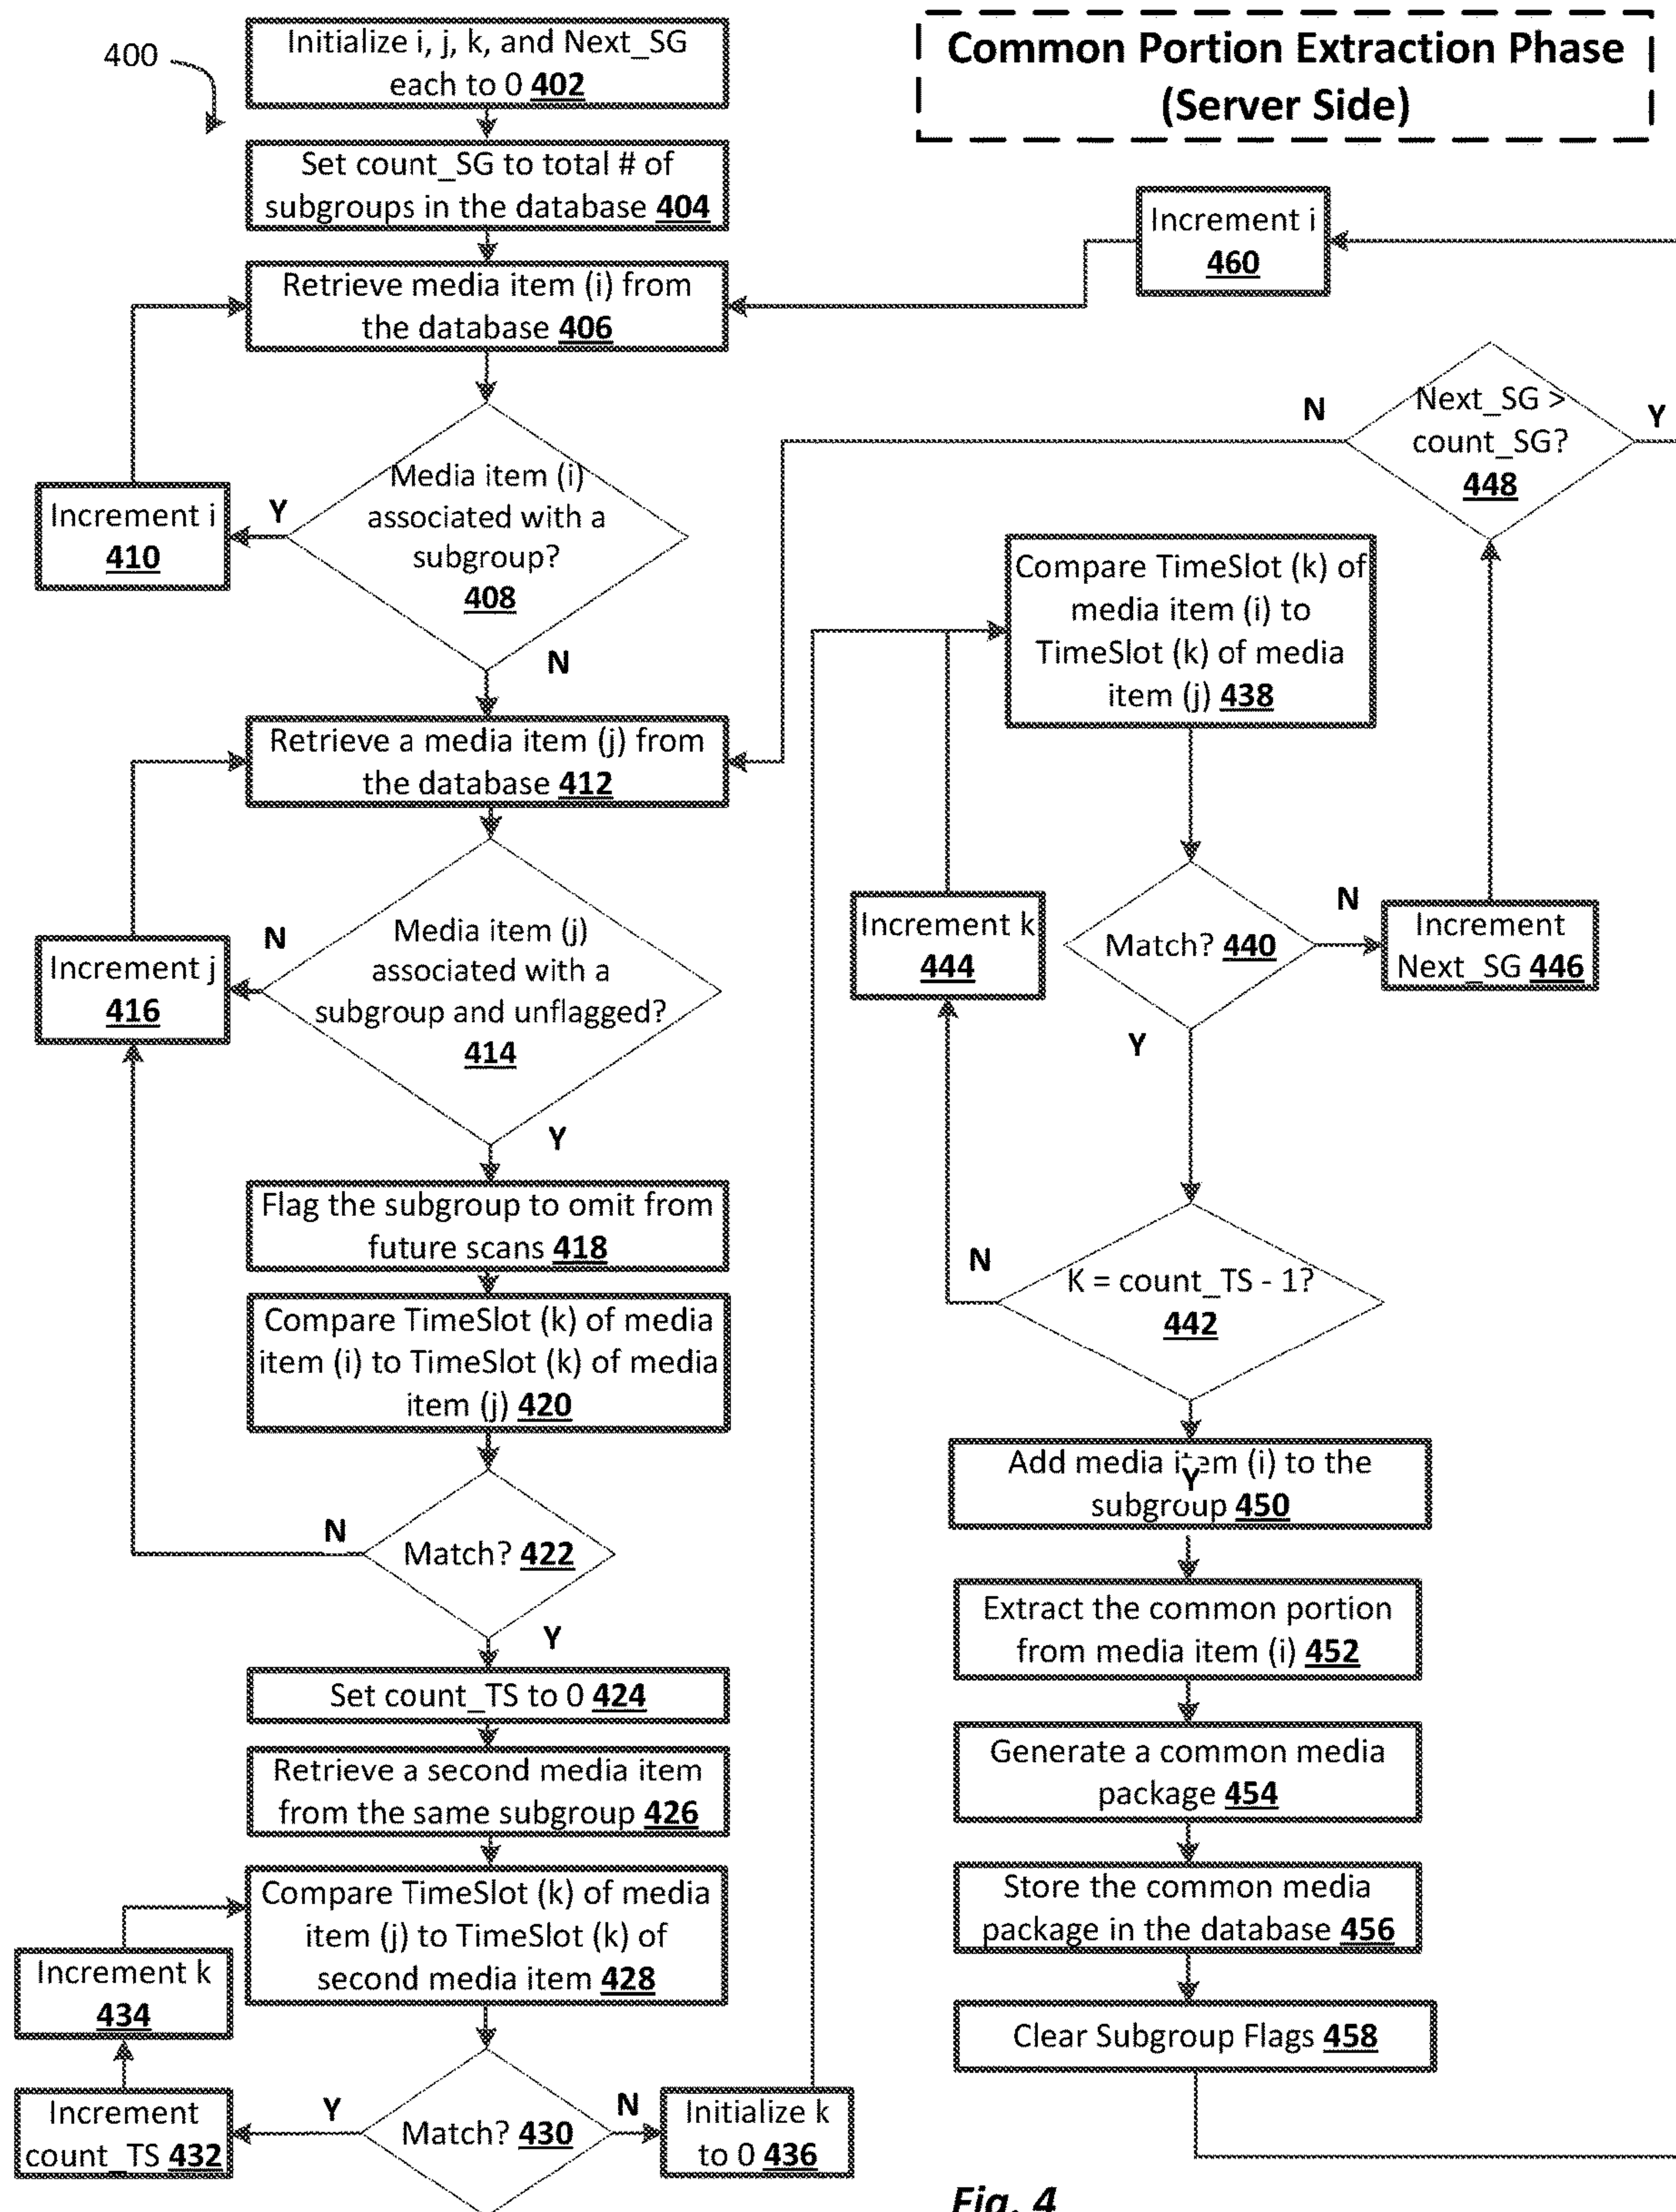 400
Initialize i, j, k, and Next_SG
each to 0 402
Set count_SG to total # of
subgroups in the database 404
Retrieve media item (i) from
the database 406
Media item (i)
associated with a
subgroup?
408
Y
Increment i
410
N
Retrieve a media item (j) from
the database 412
Media item (j)
associated with a
subgroup and unflagged?
414
N
Increment j
416
Y
Flag the subgroup to omit from
future scans 418
Compare TimeSlot (k) of media
item (i) to TimeSlot (k) of media
item (j) 420
N
Match? 422
Y
Set count_TS to 0 424
Retrieve a second media item
from the same subgroup 426
Compare TimeSlot (k) of media
item (j) to TimeSlot (k) of
second media item 428
Increment k
434
Increment
count_TS 432
Y
Match? 430
N
Initialize k
to 0 436
Common Portion Extraction Phase
(Server Side)
Increment i
460
N
Next_SG >
count_SG?
448
Y
Compare TimeSlot (k) of
media item (i) to
TimeSlot (k) of media
item (j) 438
Increment k
444
Match? 440
N
Increment
Next_SG 446
Y
N
K = count_TS - 1?
442
Add media item (i) to the
Y
subgroup 450
Extract the common portion
from media item (i) 452
Generate a common media
package 454
Store the common media
package in the database 456
Clear Subgroup Flags 458
Fig. 4